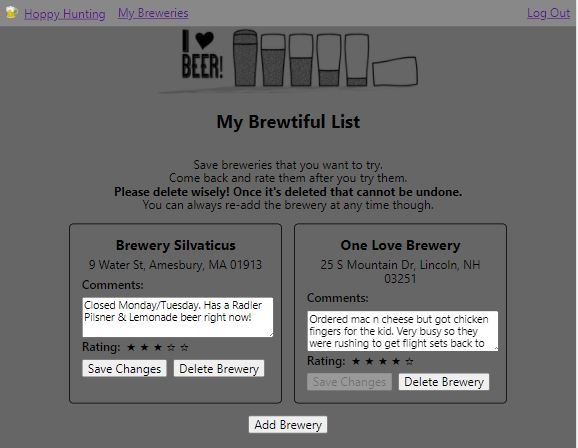 Hoppy Hunting My Breweries Log Out
I ♥
BEER!
My Brewtiful List
Save breweries that you want to try.
Come back and rate them after you try them.
Please delete wisely! Once it's deleted that cannot be undone.
You can always re-add the brewery at any time though.
Brewery Silvaticus
9 Water St, Amesbury, MA 01913
Comments:
Closed Monday/Tuesday. Has a Radler
Pilsner & Lemonade beer right now!
Rating: ★ ★ ★ ☆ ☆
Save Changes Delete Brewery
One Love Brewery
25 S Mountain Dr, Lincoln, NH
03251
Comments:
Ordered mac n cheese but got chicken
fingers for the kid. Very busy so they
were rushing to get flight sets back to
Rating: ★ ★ ★ ★ ☆
Save Changes Delete Brewery
Add Brewery